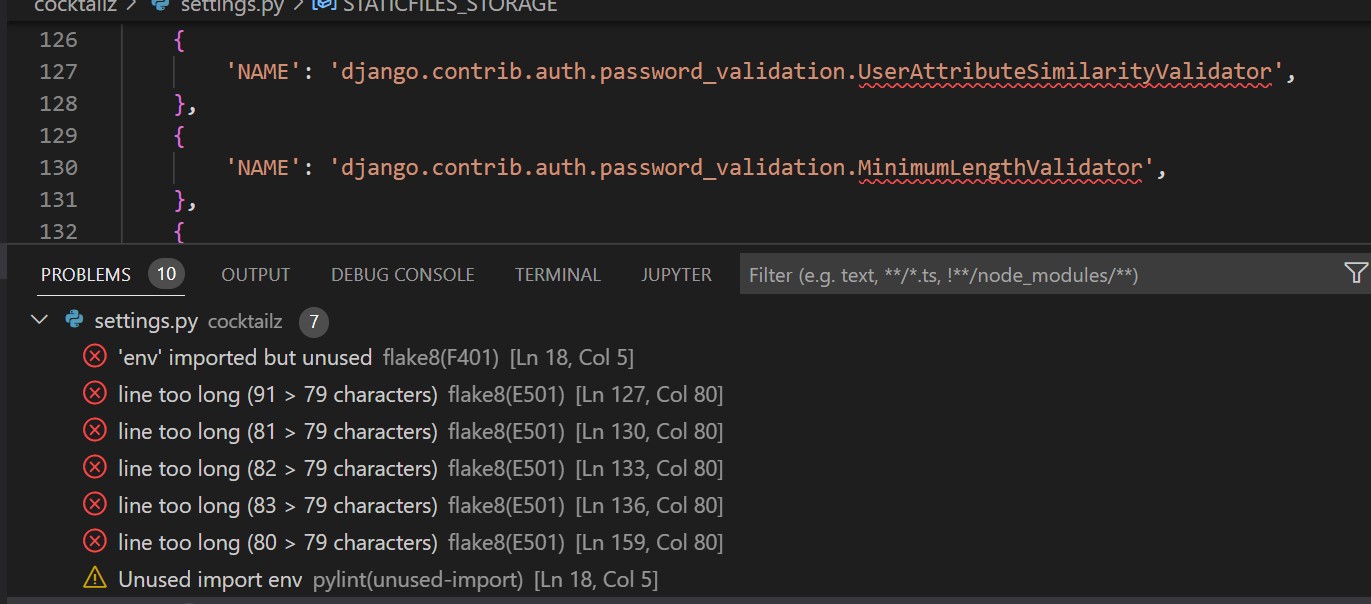 cocktailz > settings.py > STATICFILES_STORAGE
126 {
127 'NAME': 'django.contrib.auth.password_validation.UserAttributeSimilarityValidator',
128 },
129 {
130 'NAME': 'django.contrib.auth.password_validation.MinimumLengthValidator',
131 },
132 {
PROBLEMS 10 OUTPUT DEBUG CONSOLE TERMINAL JUPYTER Filter (e.g. text, **/*.ts, !**/node_modules/**)
settings.py cocktailz 7
'env' imported but unused flake8(F401) [Ln 18, Col 5]
line too long (91 > 79 characters) flake8(E501) [Ln 127, Col 80]
line too long (81 > 79 characters) flake8(E501) [Ln 130, Col 80]
line too long (82 > 79 characters) flake8(E501) [Ln 133, Col 80]
line too long (83 > 79 characters) flake8(E501) [Ln 136, Col 80]
line too long (80 > 79 characters) flake8(E501) [Ln 159, Col 80]
Unused import env pylint(unused-import) [Ln 18, Col 5]